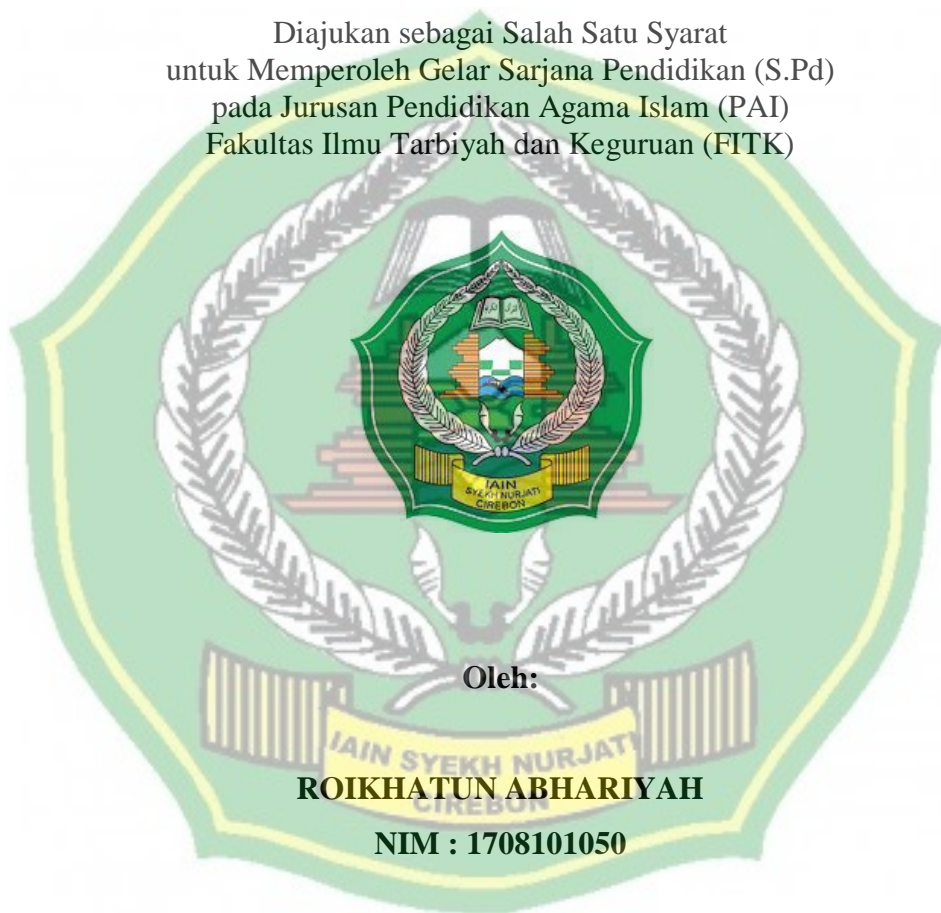 Diajukan sebagai Salah Satu Syarat
untuk Memperoleh Gelar Sarjana Pendidikan (S.Pd)
pada Jurusan Pendidikan Agama Islam (PAI)
Fakultas Ilmu Tarbiyah dan Keguruan (FITK)
IAIN
SYEKH NURJATI
CIREBON
Oleh:
IAIN SYEKH NURJATI
CIREBON
ROIKHATUN ABHARIYAH
NIM : 1708101050